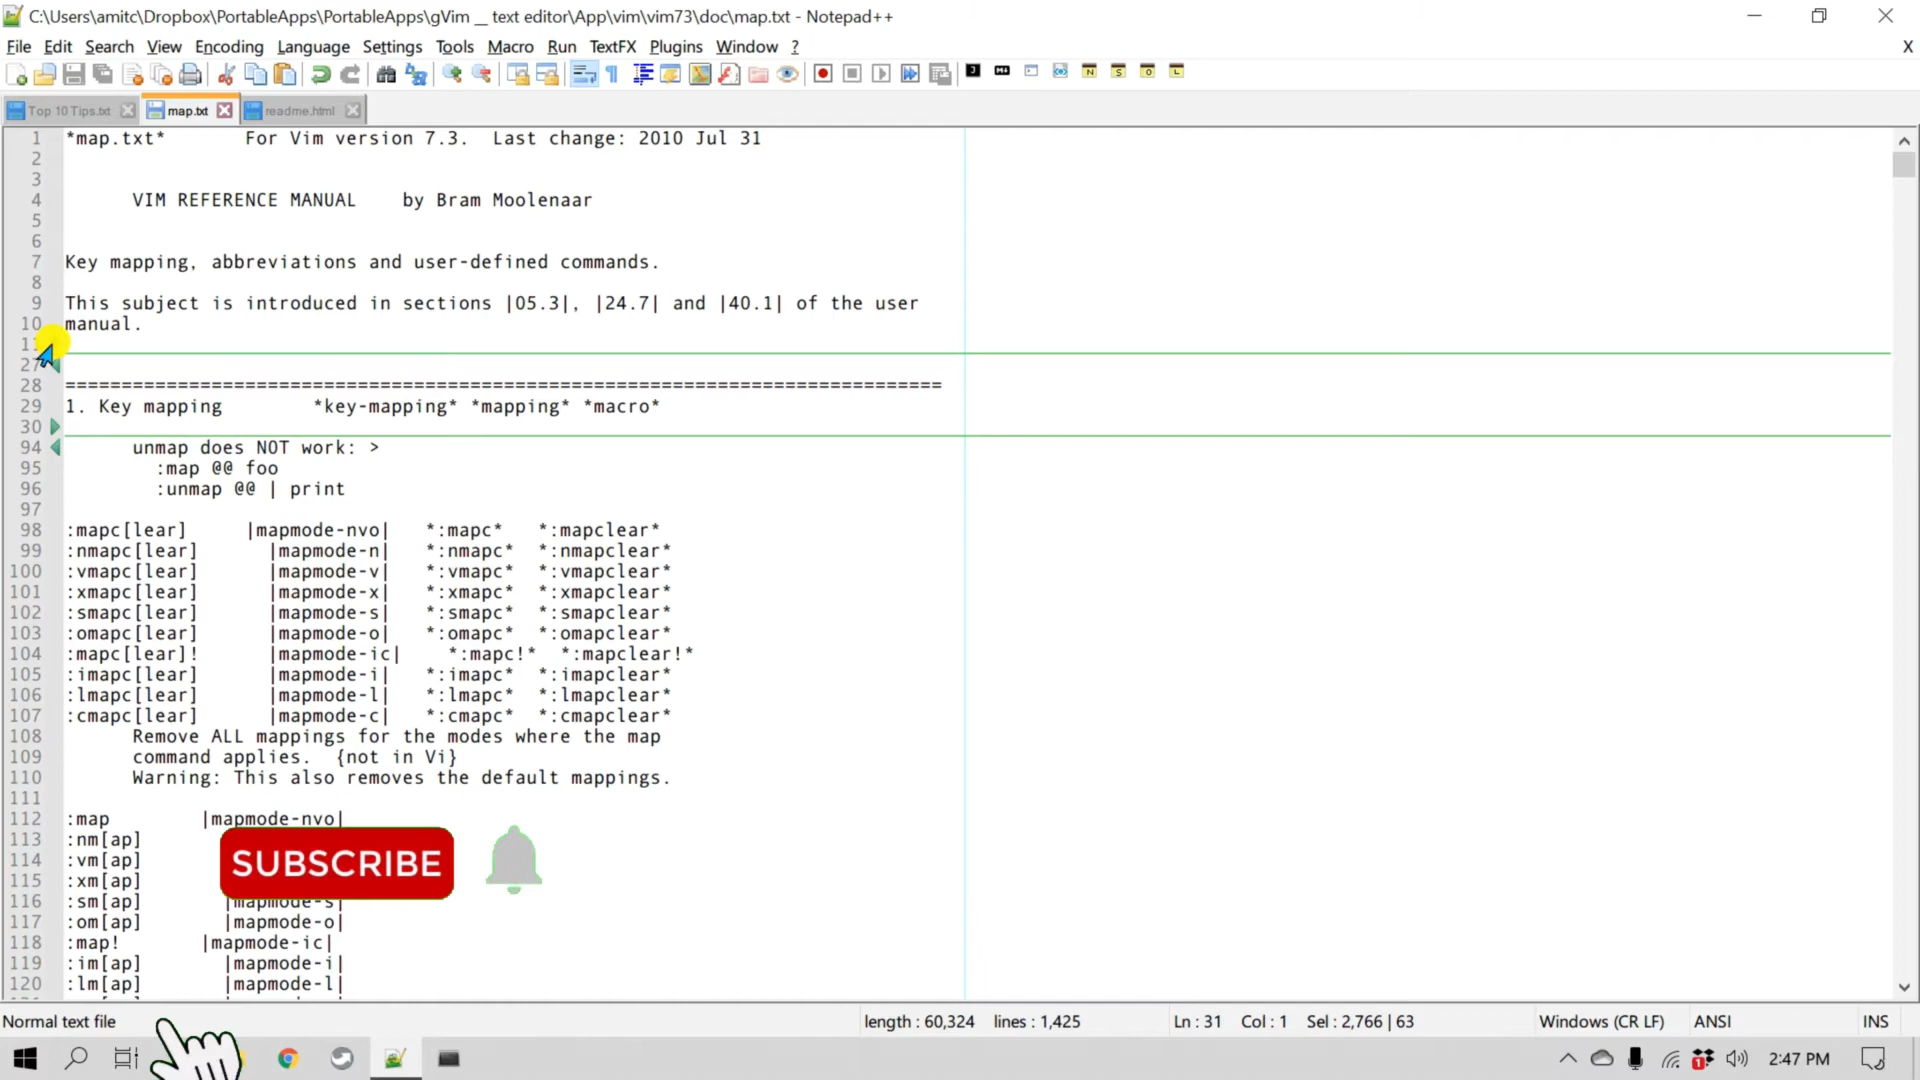 C:\Users\amitc\Dropbox\PortableApps\PortableApps\gVim __ text editor\App\vim\vim73\doc\map.txt - Notepad++
File Edit Search View Encoding Language Settings Tools Macro Run TextFX Plugins Window ? X
Top 10 Tips.txt map.txt readme.html
1 *map.txt* For Vim version 7.3. Last change: 2010 Jul 31
2
3
4 VIM REFERENCE MANUAL by Bram Moolenaar
5
6
7 Key mapping, abbreviations and user-defined commands.
8
9 This subject is introduced in sections |05.3|, |24.7| and |40.1| of the user
10 manual.
11
27
28 ==============================================================================
29 1. Key mapping *key-mapping* *mapping* *macro*
30
94 unmap does NOT work: >
95 :map @@ foo
96 :unmap @@ | print
97
98 :mapc[lear] |mapmode-nvo| *:mapc* *:mapclear*
99 :nmapc[lear] |mapmode-n| *:nmapc* *:nmapclear*
100 :vmapc[lear] |mapmode-v| *:vmapc* *:vmapclear*
101 :xmapc[lear] |mapmode-x| *:xmapc* *:xmapclear*
102 :smapc[lear] |mapmode-s| *:smapc* *:smapclear*
103 :omapc[lear] |mapmode-o| *:omapc* *:omapclear*
104 :mapc[lear]! |mapmode-ic| *:mapc!* *:mapclear!*
105 :imapc[lear] |mapmode-i| *:imapc* *:imapclear*
106 :lmapc[lear] |mapmode-l| *:lmapc* *:lmapclear*
107 :cmapc[lear] |mapmode-c| *:cmapc* *:cmapclear*
108 Remove ALL mappings for the modes where the map
109 command applies. {not in Vi}
110 Warning: This also removes the default mappings.
111
112 :map |mapmode-nvo|
113 :nm[ap]
114 :vm[ap]
SUBSCRIBE
115 :xm[ap]
116 :sm[ap] |mapmode-s|
117 :om[ap] |mapmode-o|
118 :map! |mapmode-ic|
119 :im[ap] |mapmode-i|
120 :lm[ap] |mapmode-l|
Normal text file length : 60,324 lines : 1,425 Ln : 31 Col : 1 Sel : 2,766 | 63 Windows (CR LF) ANSI INS
2:47 PM